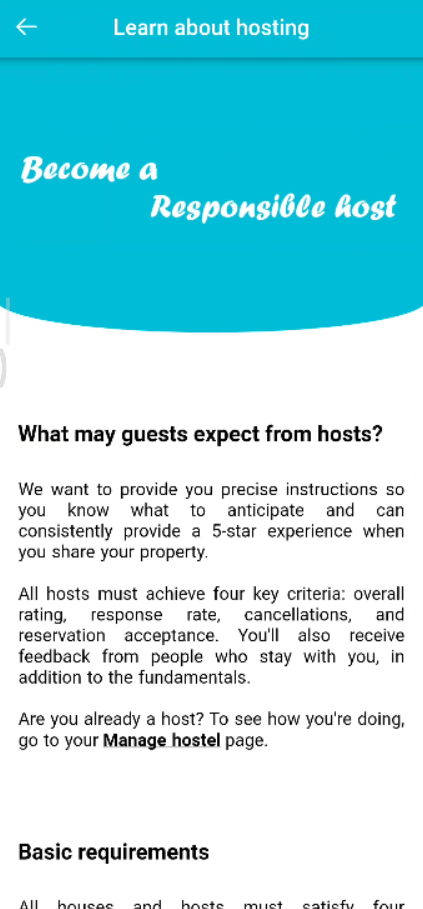 Learn about hosting
Become a
Responsible host
What may guests expect from hosts?
We want to provide you precise instructions so
you know what to anticipate and can
consistently provide a 5-star experience when
you share your property.
All hosts must achieve four key criteria: overall
rating, response rate, cancellations, and
reservation acceptance. You'll also receive
feedback from people who stay with you, in
addition to the fundamentals.
Are you already a host? To see how you're doing,
go to your Manage hostel page.
Basic requirements
All houses and hosts must satisfy four